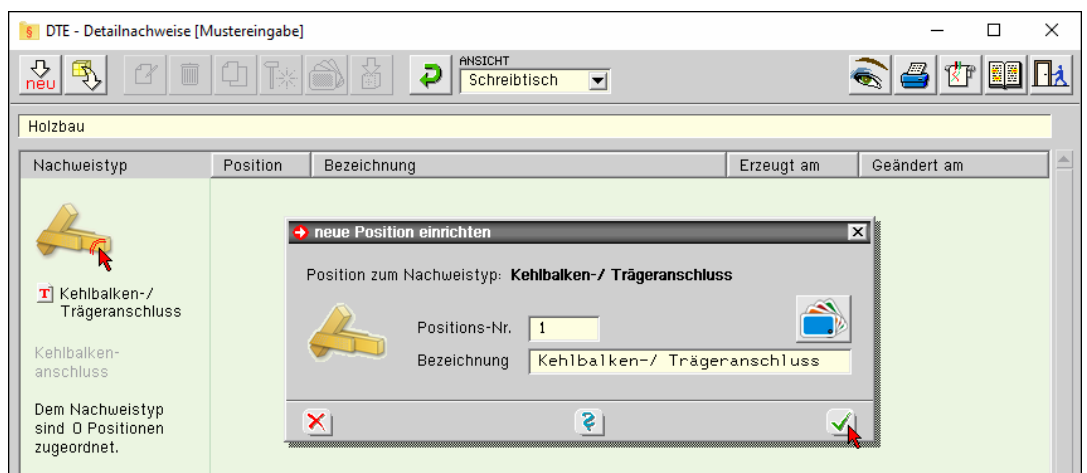 DTE - Detailnachweise [Mustereingabe]
neu
ANSICHT
Schreibtisch
Holzbau
Nachweistyp Position Bezeichnung Erzeugt am Geändert am
neue Position einrichten
Position zum Nachweistyp: Kehlbalken-/ Trägeranschluss
Positions-Nr. 1
Bezeichnung Kehlbalken-/ Trägeranschluss
T Kehlbalken-/
Trägeranschluss
Kehlbalken-
anschluss
Dem Nachweistyp
sind 0 Positionen
zugeordnet.